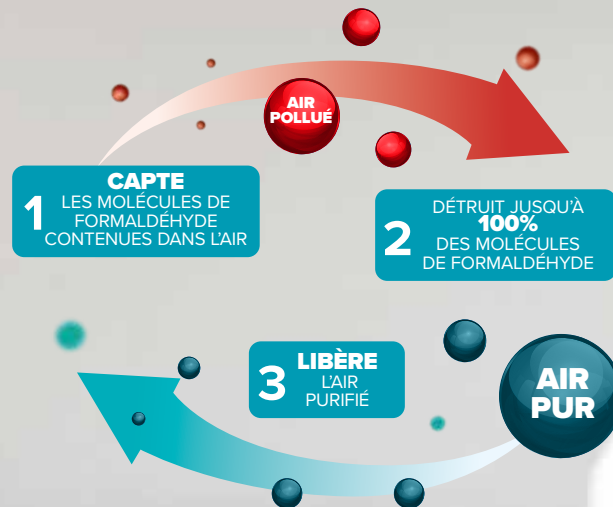 AIR
POLLUÉ
1
CAPTE
LES MOLÉCULES DE
FORMALDÉHYDE
CONTENUES DANS L'AIR
2
DÉTRUIT JUSQU'À
100%
DES MOLÉCULES
DE FORMALDÉHYDE
3
LIBÈRE
L'AIR
PURIFIÉ
AIR
PUR